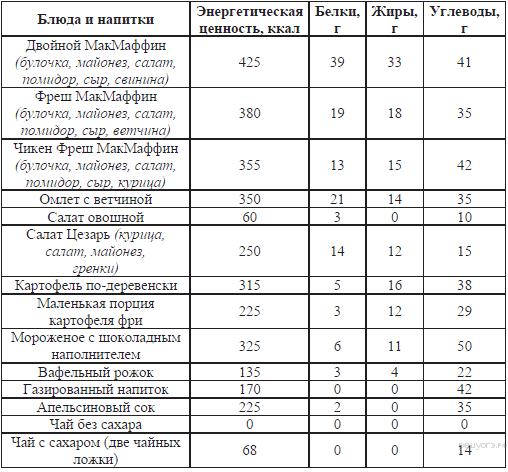 Блюда и напитки Энергетическая ценность, ккал Белки, г Жиры, г Углеводы, г
Двойной МакМаффин
(булочка, майонез, салат,
помидор, сыр, свинина) 425 39 33 41
Фреш МакМаффин
(булочка, майонез, салат,
помидор, сыр, ветчина) 380 19 18 35
Чикен Фреш МакМаффин
(булочка, майонез, салат,
помидор, сыр, курица) 355 13 15 42
Омлет с ветчиной 350 21 14 35
Салат овощной 60 3 0 10
Салат Цезарь (курица,
салат, майонез,
гренки) 250 14 12 15
Картофель по-деревенски 315 5 16 38
Маленькая порция
картофеля фри 225 3 12 29
Мороженое с шоколадным
наполнителем 325 6 11 50
Вафельный рожок 135 3 4 22
Газированный напиток 170 0 0 42
Апельсиновый сок 225 2 0 35
Чай без сахара 0 0 0 0
Чай с сахаром (две чайных
ложки) 68 0 0 14